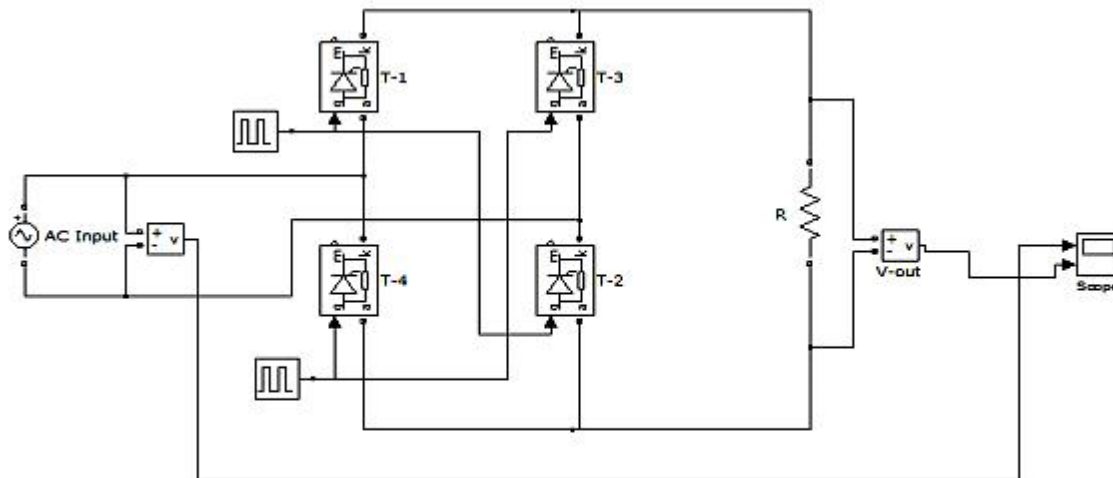 E k
T-1
g a
E k
T-3
g a
AC Input
+
-
v
E k
T-4
g a
E k
T-2
g a
R
+
-
v
V-out
Scope